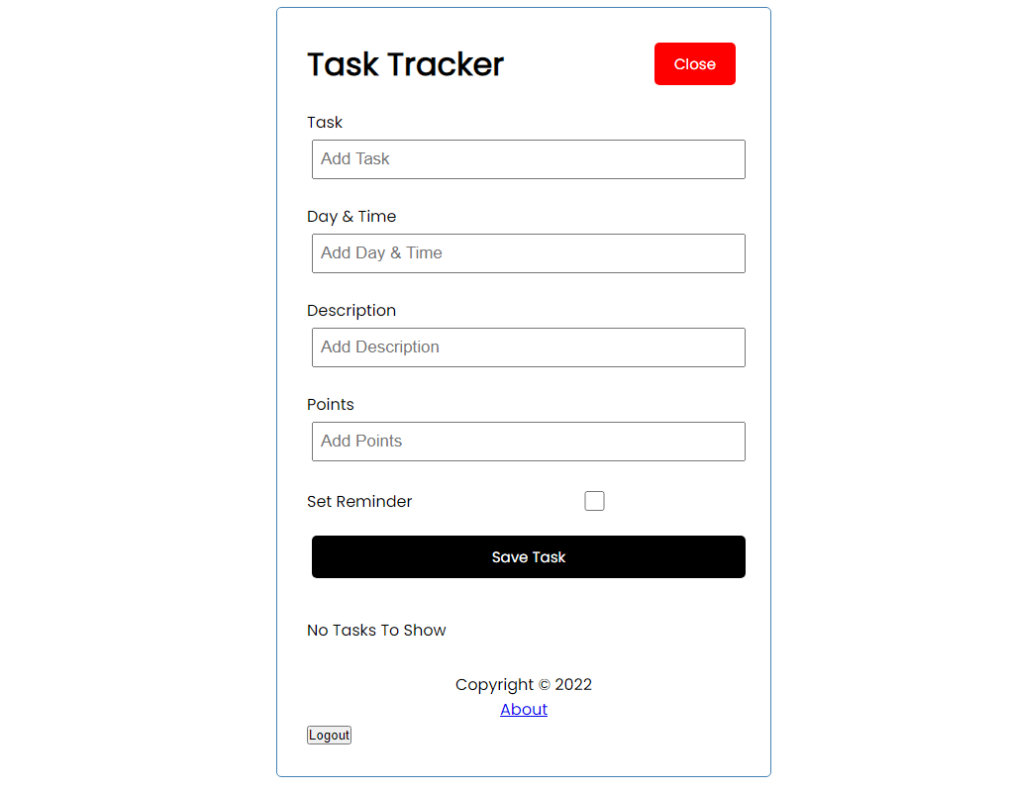 Task Tracker
Close
Task
Add Task
Day & Time
Add Day & Time
Description
Add Description
Points
Add Points
Set Reminder
Save Task
No Tasks To Show
Copyright © 2022
About
Logout